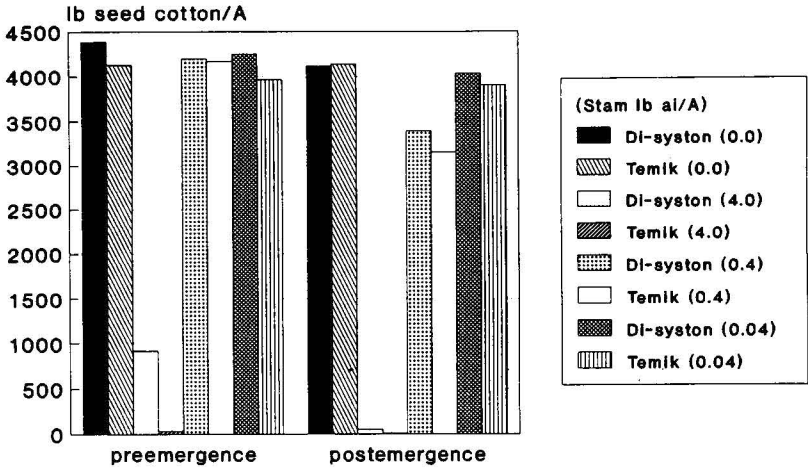 lb seed cotton/A
4500
4000
3500
3000
2500
2000
1500
1000
500
0
preemergence
postemergence
(Stam lb ai/A)
Di-syston (0.0)
Temik (0.0)
Di-syston (4.0)
Temik (4.0)
Di-syston (0.4)
Temik (0.4)
Di-syston (0.04)
Temik (0.04)